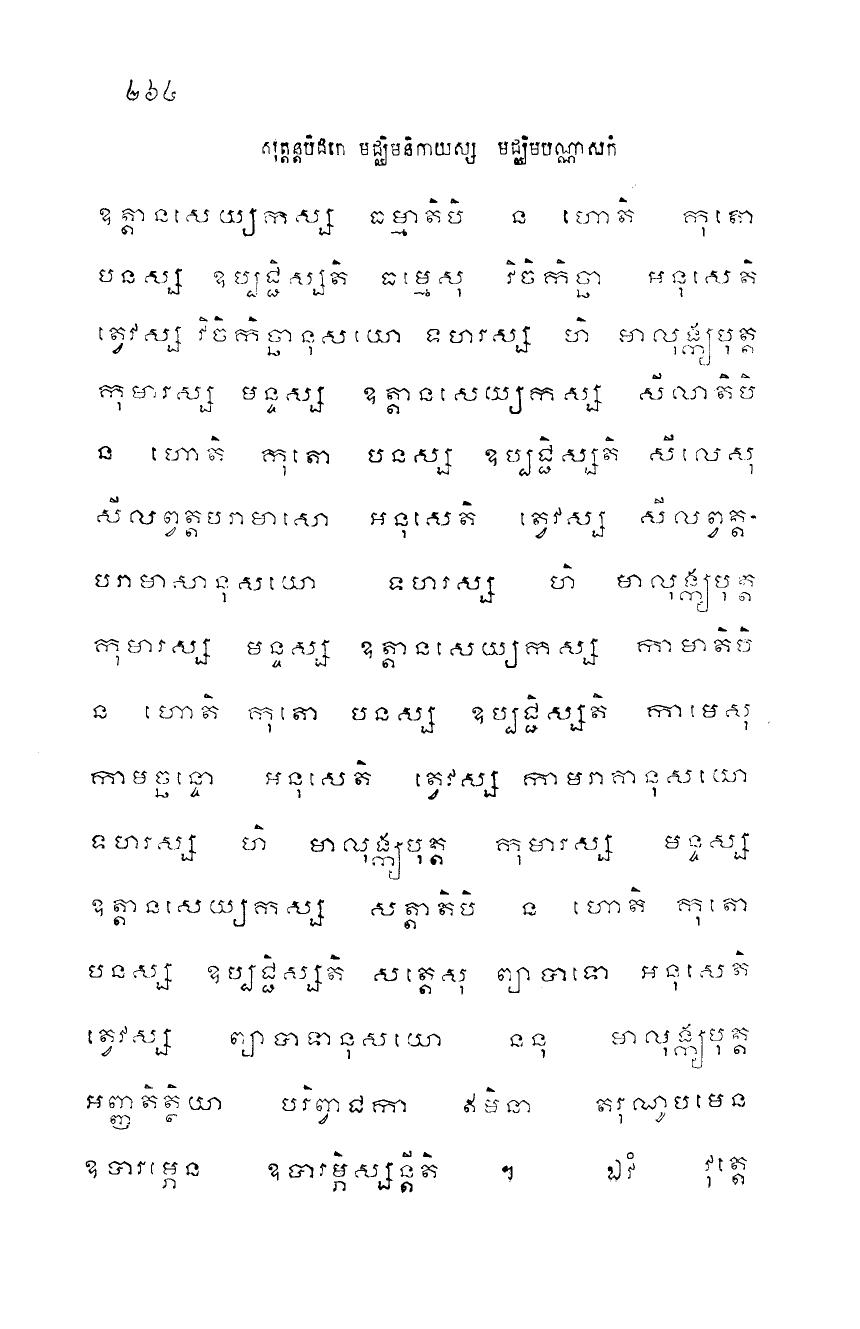 ២៦៤
សុត្តន្តបិដកេ មជ្ឈិមនិកាយស្ស មជ្ឈិមបណ្ណាសកំ
ឧត្តានសេយ្យកស្ស ធម្មាតិបិ ន ហោតិ កុតោ
បនស្ស ឧប្បជ្ជិស្សតិ ធម្មេសុ វិចិកិច្ឆា អនុសេតិ
ត្វេវស្ស វិចិកិច្ឆានុសយោ ទហរស្ស ហិ មាលុង្ក្យបុត្ត
កុមារស្ស មន្ទស្ស ឧត្តានសេយ្យកស្ស សីលាតិបិ
ន ហោតិ កុតោ បនស្ស ឧប្បជ្ជិស្សតិ សីលេសុ
សីលព្វត្តបរាមាសោ អនុសេតិ ត្វេវស្ស សីលព្វត្ត-
បរាមាសានុសយោ ទហរស្ស ហិ មាលុង្ក្យបុត្ត
កុមារស្ស មន្ទស្ស ឧត្តានសេយ្យកស្ស កាមាតិបិ
ន ហោតិ កុតោ បនស្ស ឧប្បជ្ជិស្សតិ កាមេសុ
កាមច្ឆន្ទោ អនុសេតិ ត្វេវស្ស កាមរាគានុសយោ
ទហរស្ស ហិ មាលុង្ក្យបុត្ត កុមារស្ស មន្ទស្ស
ឧត្តានសេយ្យកស្ស សត្តាតិបិ ន ហោតិ កុតោ
បនស្ស ឧប្បជ្ជិស្សតិ សត្តេសុ ព្យាបាទោ អនុសេតិ
ត្វេវស្ស ព្យាបាទានុសយោ ននុ មាលុង្ក្យបុត្ត
អញ្ញតិត្ថិយា បរិព្វាជកា ឥមិនា តរុណូបមេន
ឧបារម្ភេន ឧបារម្ភិស្សន្តីតិ ។ ឯវំ វុត្តេ